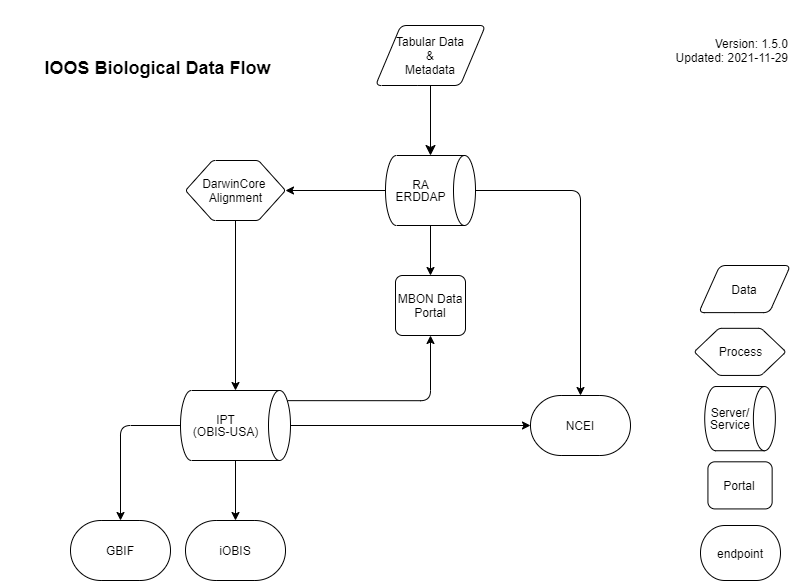 Tabular Data
&
Metadata
Version: 1.5.0
Updated: 2021-11-29
IOOS Biological Data Flow
DarwinCore
Alignment
RA
ERDDAP
MBON Data
Portal
IPT
(OBIS-USA)
NCEI
GBIF
iOBIS
Data
Process
Server/
Service
Portal
endpoint